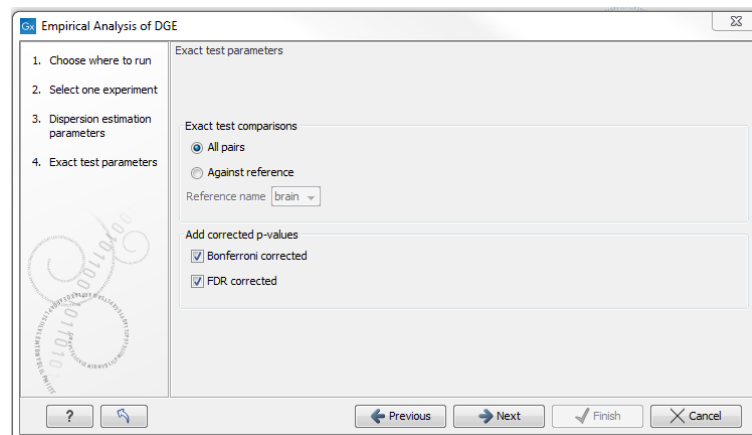 Gx Empirical Analysis of DGE
1. Choose where to run
2. Select one experiment
3. Dispersion estimation
parameters
4. Exact test parameters
Exact test parameters
Exact test comparisons
All pairs
Against reference
Reference name brain
Add corrected p-values
Bonferroni corrected
FDR corrected
? Previous Next Finish Cancel